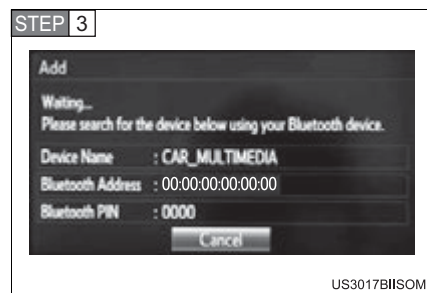 STEP 3
Add
Waiting...
Please search for the device below using your Bluetooth device.
Device Name : CAR_MULTIMEDIA
Bluetooth Address : 00:00:00:00:00:00
Bluetooth PIN : 0000
Cancel
US3017BIISOM